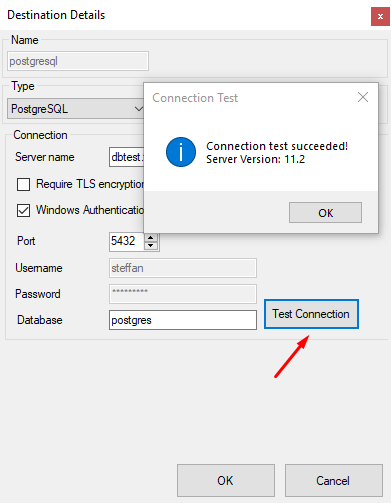 Destination Details
x
Name
postgresql
Type
PostgreSQL
Connection
Server name
dbtest.
Require TLS encryption
Windows Authentication
Port
5432
Username
steffan
Password
*********
Database
postgres
Test Connection
OK
Cancel
Connection Test
Connection test succeeded!
Server Version: 11.2
OK